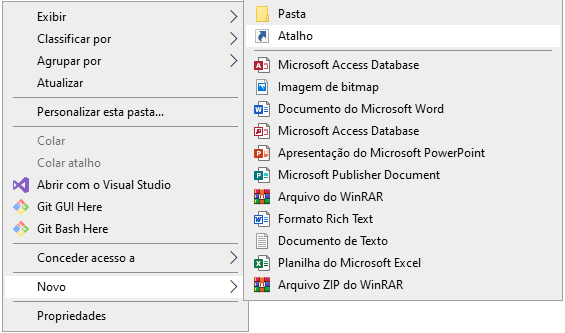 Exibir
Classificar por
Agrupar por
Atualizar
Personalizar esta pasta...
Colar
Colar atalho
Abrir com o Visual Studio
Git GUI Here
Git Bash Here
Conceder acesso a
Novo
Propriedades
Pasta
Atalho
Microsoft Access Database
Imagem de bitmap
Documento do Microsoft Word
Microsoft Access Database
Apresentação do Microsoft PowerPoint
Microsoft Publisher Document
Arquivo do WinRAR
Formato Rich Text
Documento de Texto
Planilha do Microsoft Excel
Arquivo ZIP do WinRAR